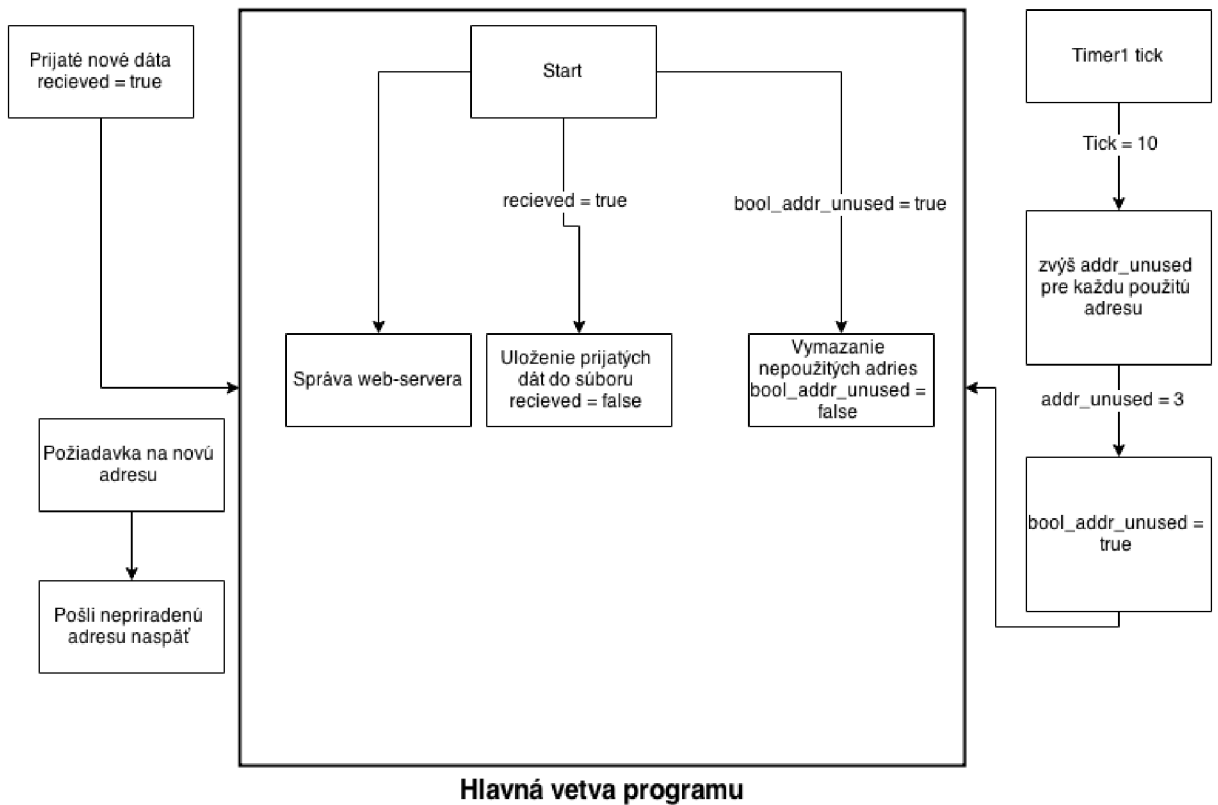 Prijaté nové dáta
recieved = true
Požiadavka na novú
adresu
Pošli nepriradenú
adresu naspäť
Start
recieved = true
bool_addr_unused = true
Správa web-servera
Uloženie prijatých
dát do súboru
recieved = false
Vymazanie
nepoužitých adries
bool_addr_unused =
false
Timer1 tick
Tick = 10
zvýš addr_unused
pre každu použitú
adresu
addr_unused = 3
bool_addr_unused =
true
Hlavná vetva programu